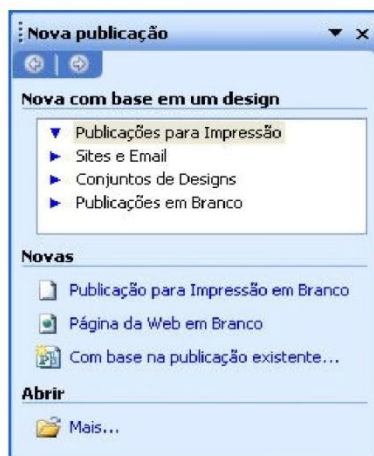 Nova publicação
Nova com base em um design
Publicações para Impressão
Sites e Email
Conjuntos de Designs
Publicações em Branco
Novas
Publicação para Impressão em Branco
Página da Web em Branco
Com base na publicação existente...
Abrir
Mais...